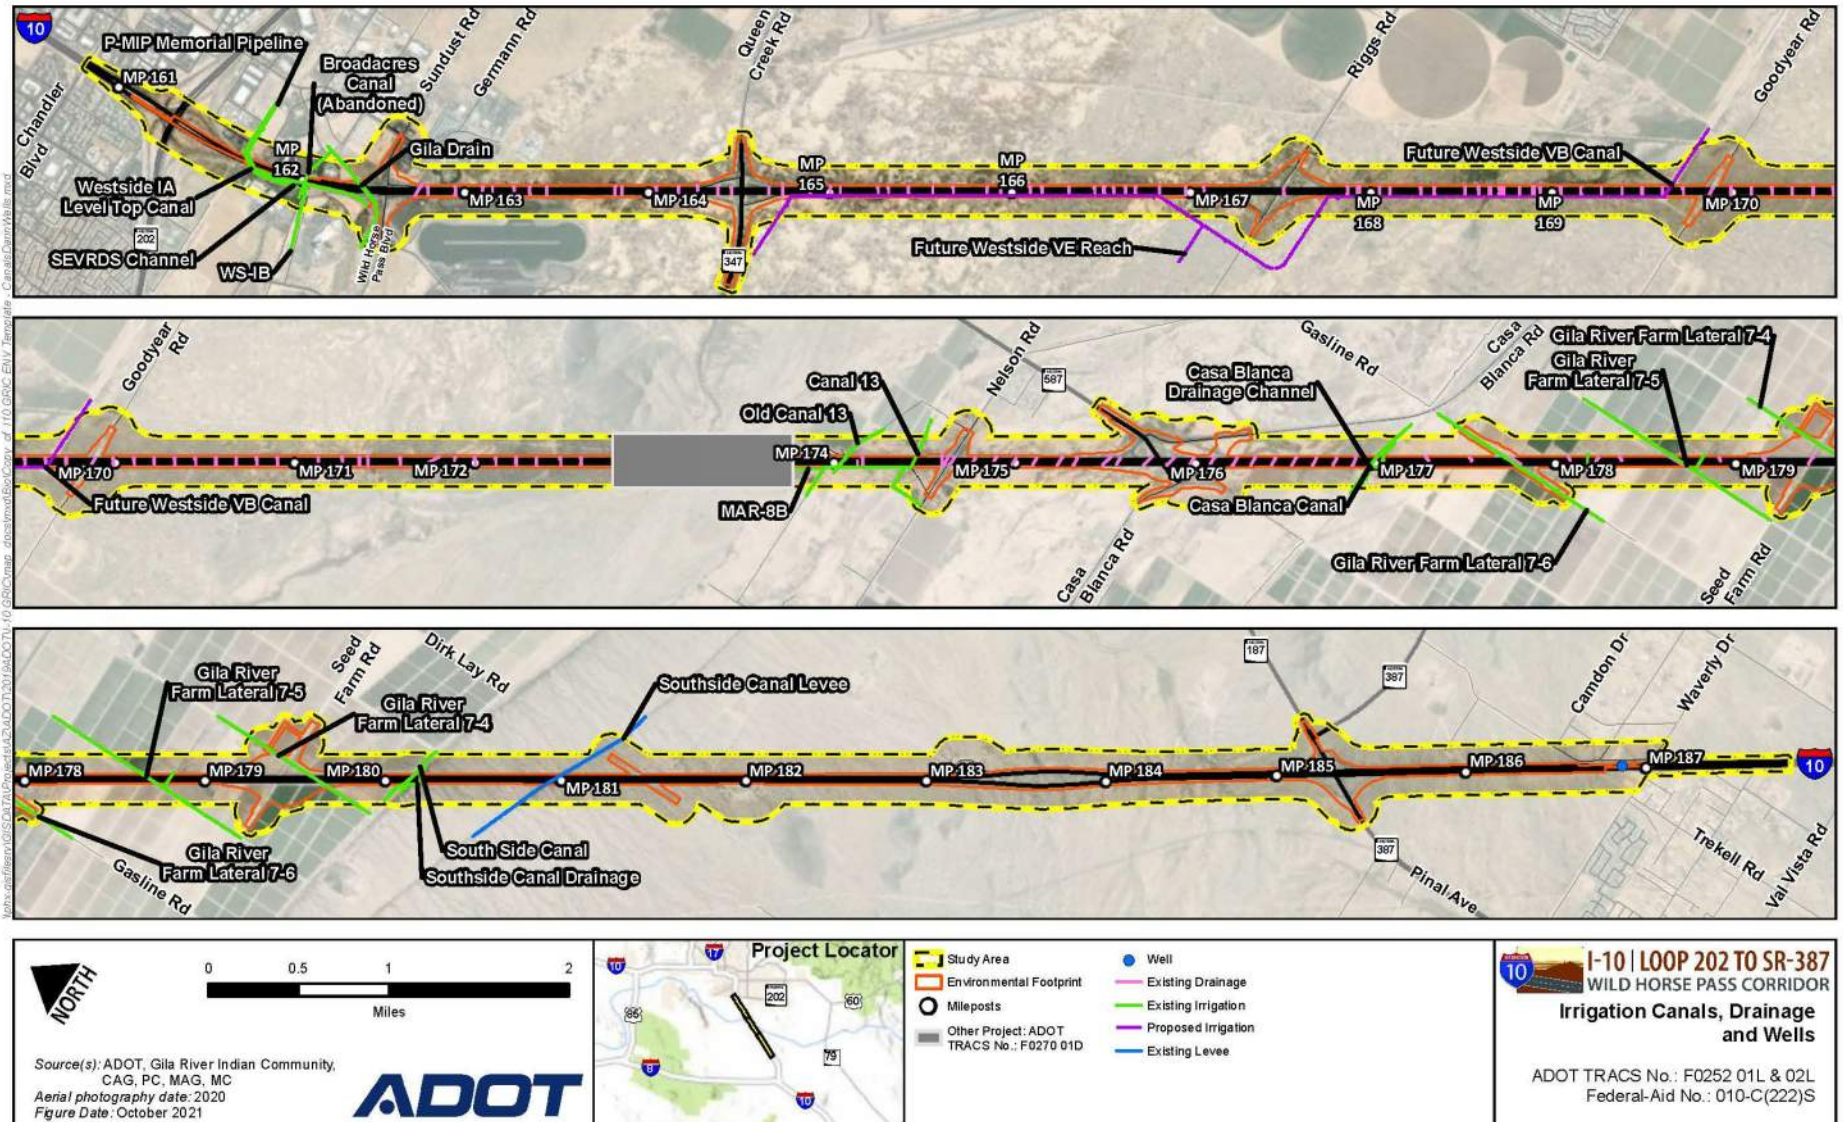 10
P-MIP Memorial Pipeline
MP 161
Chandler
Blvd
Broadacres
Canal
(Abandoned)
Sundust Rd
Germann Rd
Queen
Creek Rd
Riggs Rd
Goodyear Rd
MP
162
Gila Drain
Westside IA
Level Top Canal
202
SEVRDS Channel
WS-IB
Wild Horse
Pass Blvd
MP 163
MP 164
347
MP
165
MP
166
MP 167
MP
168
MP
169
MP 170
Future Westside VE Reach
Future Westside VB Canal
Goodyear
Rd
MP 170
MP 171
MP 172
Future Westside VB Canal
Canal 13
Old Canal 13
MP 174
MAR-8B
Nelson Rd
587
MP 175
MP 176
Casa Blanca
Drainage Channel
Casa Blanca Canal
Casa
Blanca Rd
Gasline Rd
Casa
Blanca Rd
Gila River Farm Lateral 7-4
Gila River
Farm Lateral 7-5
MP 177
MP 178
MP 179
Gila River Farm Lateral 7-6
Seed
Farm Rd
Gila River
Farm Lateral 7-5
Seed
Farm Rd
Dirk Lay Rd
Gila River
Farm Lateral 7-4
Southside Canal Levee
187
387
Camdon Dr
Waverly Dr
MP 178
MP 179
MP 180
MP 181
MP 182
MP 183
MP 184
MP 185
MP 186
MP 187
10
Gila River
Farm Lateral 7-6
Gasline Rd
South Side Canal
Southside Canal Drainage
387
Pinal Ave
Trekell Rd
Val Vista Rd
NORTH
0 0.5 1 2
Miles
Source(s): ADOT, Gila River Indian Community,
CAG, PC, MAG, MC
Aerial photography date: 2020
Figure Date: October 2021
ADOT
Project Locator
10
17
202
60
85
79
8
10
Study Area
Environmental Footprint
Mileposts
Other Project: ADOT
TRACS No.: F0270 01D
Well
Existing Drainage
Existing Irrigation
Proposed Irrigation
Existing Levee
10
I-10 | LOOP 202 TO SR-387
WILD HORSE PASS CORRIDOR
Irrigation Canals, Drainage
and Wells
ADOT TRACS No.: F0252 01L & 02L
Federal-Aid No.: 010-C(222)S